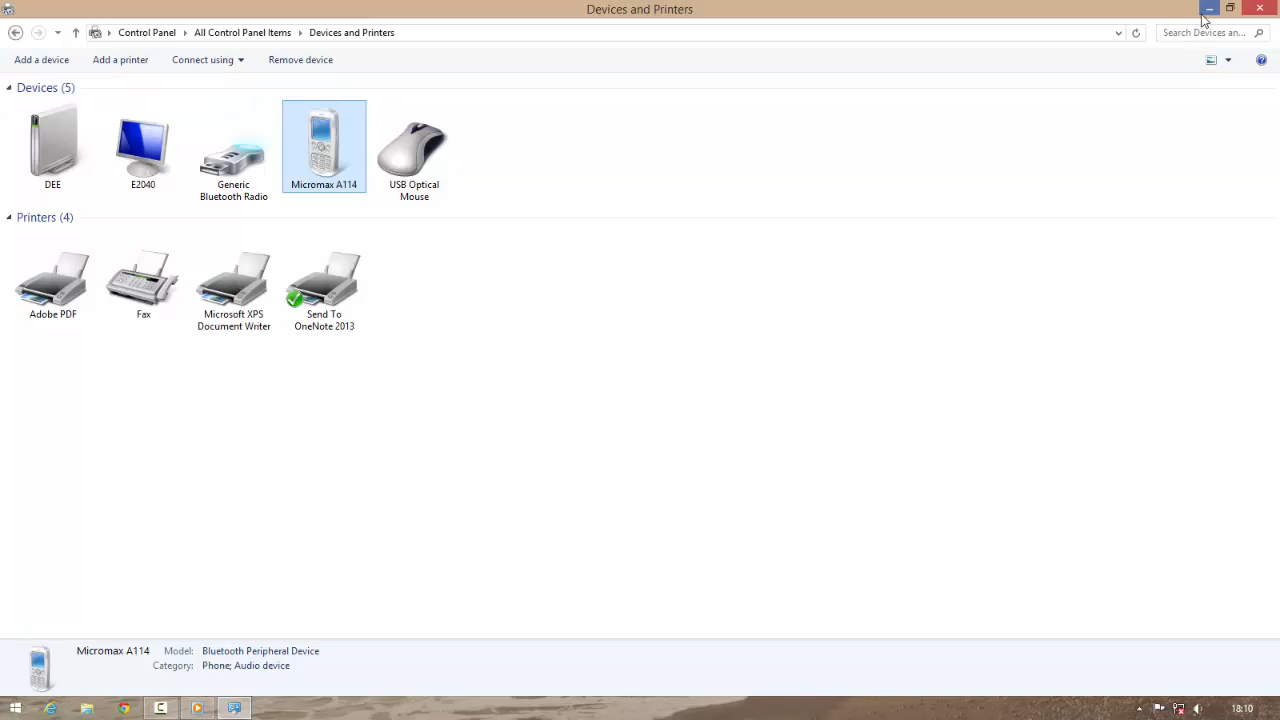 Devices and Printers
Control Panel All Control Panel Items Devices and Printers
Search Devices an...
Add a device Add a printer Connect using Remove device
Devices (5)
DEE
E2040
Generic
Bluetooth Radio
Micromax A114
USB Optical
Mouse
Printers (4)
Adobe PDF
Fax
Microsoft XPS
Document Writer
Send To
OneNote 2013
Micromax A114 Model: Bluetooth Peripheral Device
Category: Phone; Audio device
18:10